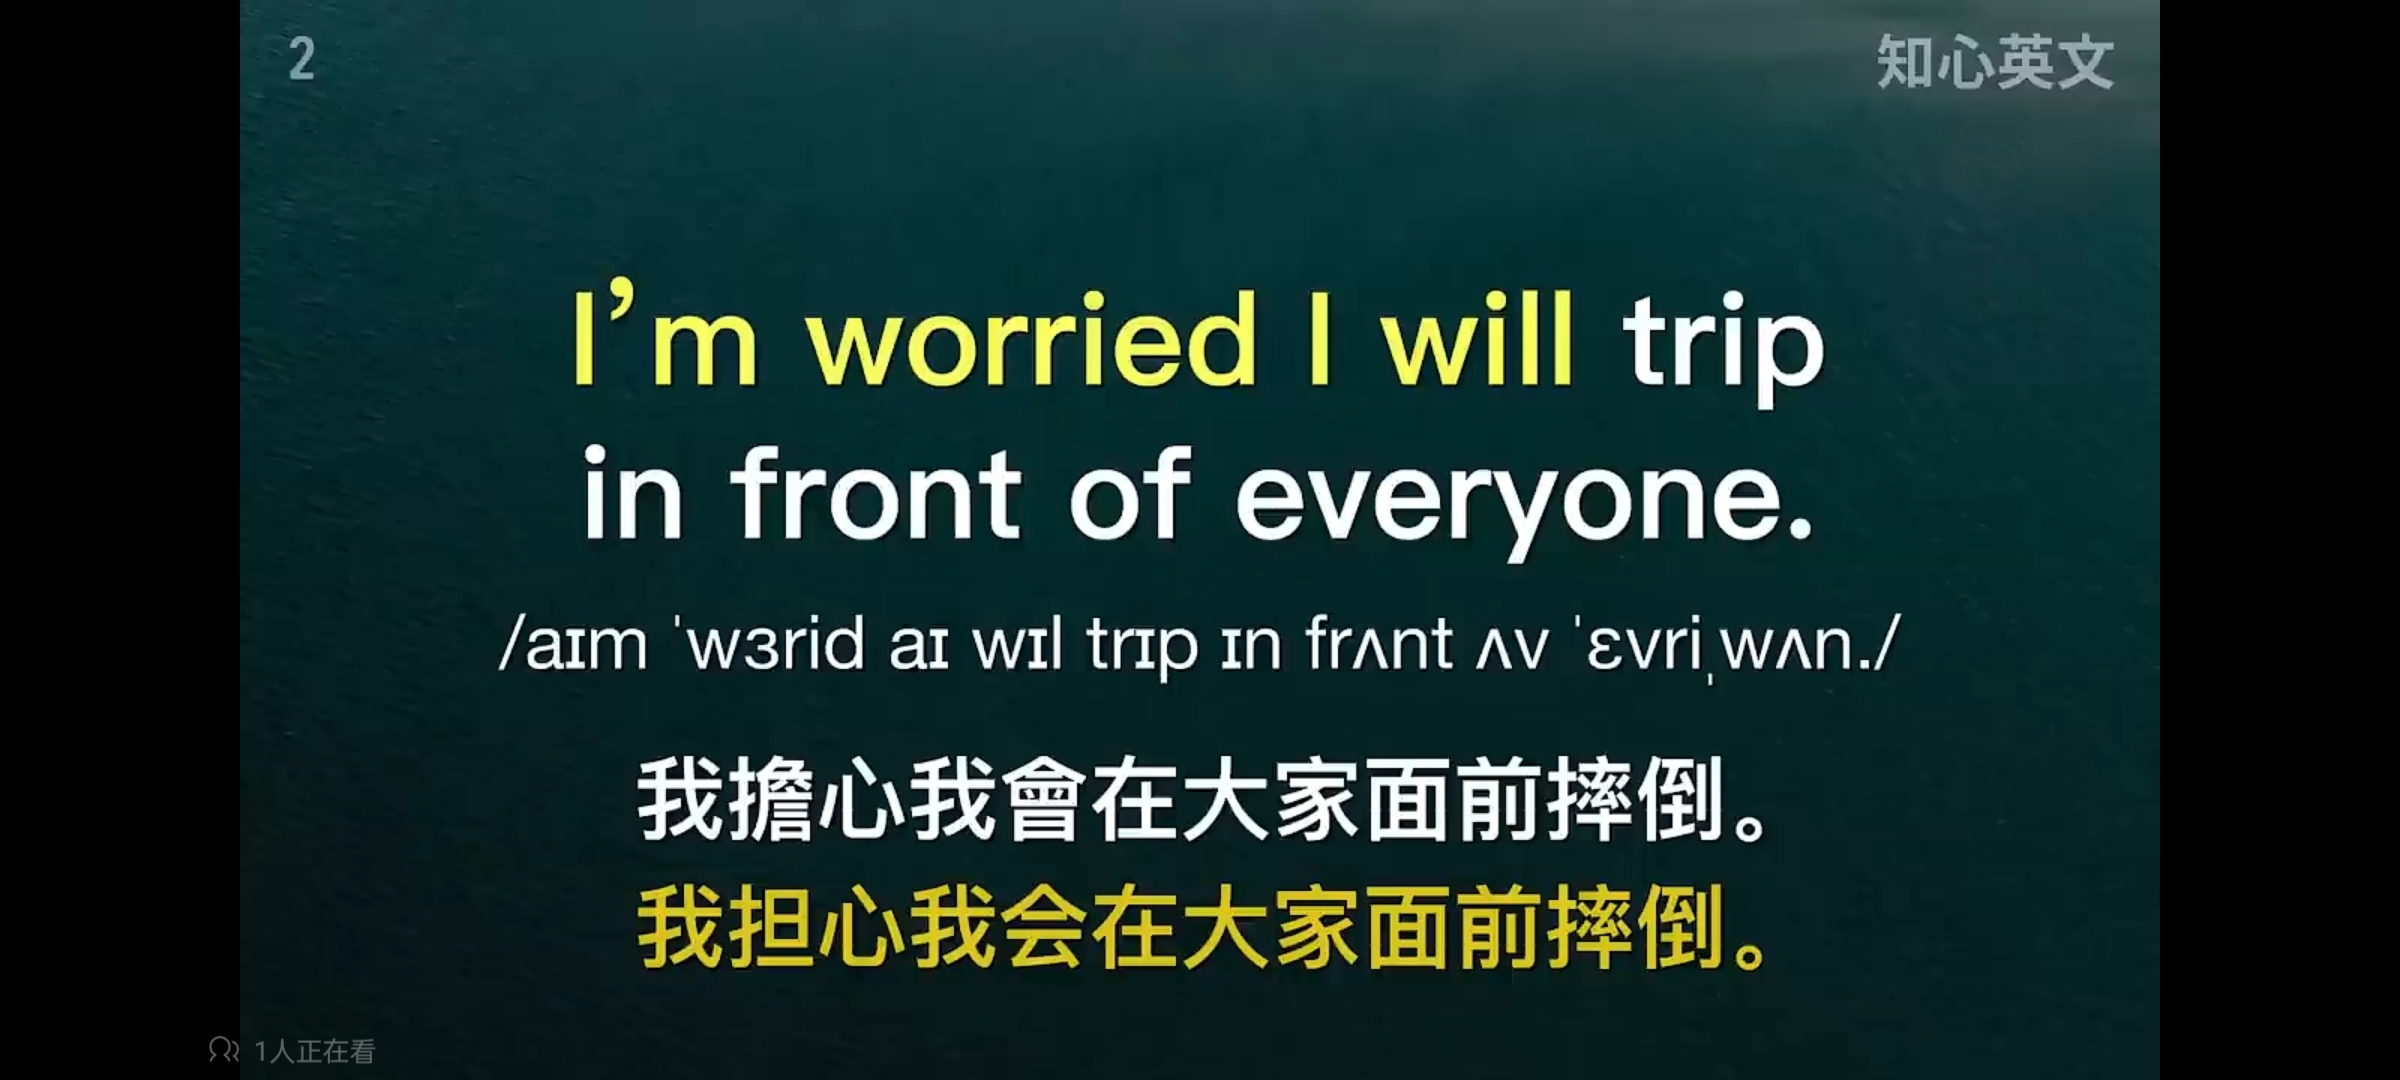 2
知心英文
I’m worried I will trip
in front of everyone.
/aɪm ˈwɜrid aɪ wɪl trɪp ɪn frʌnt ʌv ˈɛvriˌwʌn./
我擔心我會在大家面前摔倒。
我担心我会在大家面前摔倒。
1人正在看